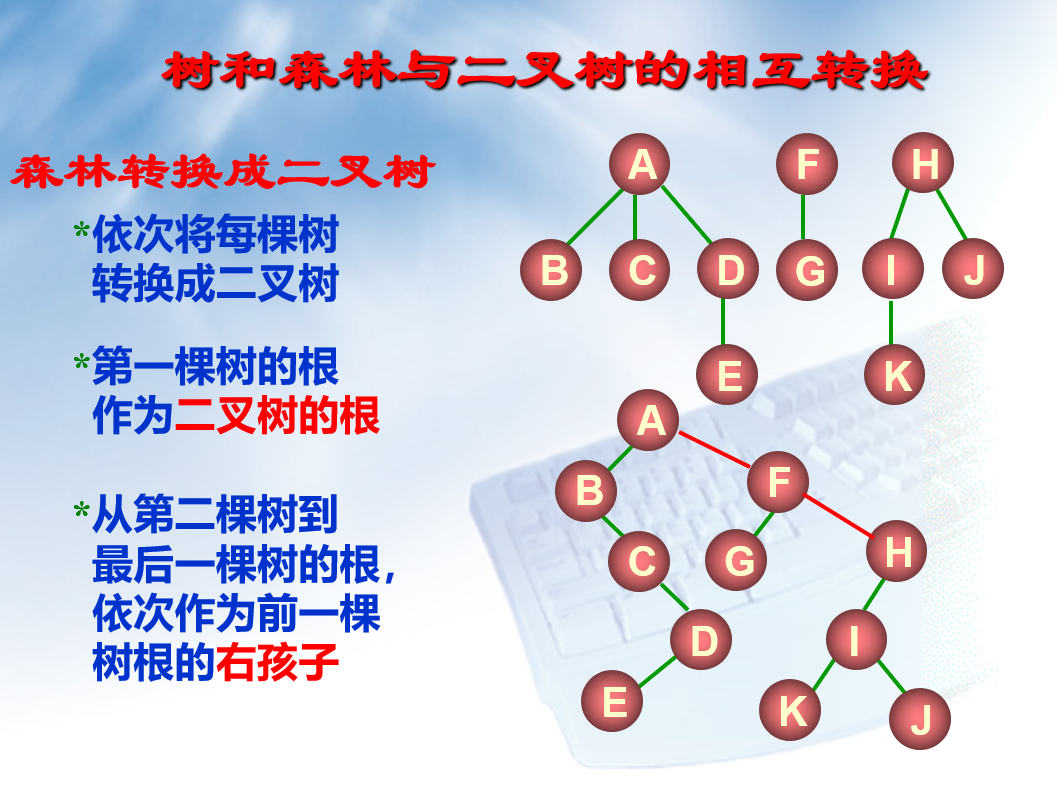 树和森林与二叉树的相互转换
森林转换成二叉树
*依次将每棵树
转换成二叉树
*第一棵树的根
作为二叉树的根
*从第二棵树到
最后一棵树的根，
依次作为前一棵
树根的右孩子
A F H
B C D G I J
E K
A
B F
C G H
D I
E K J